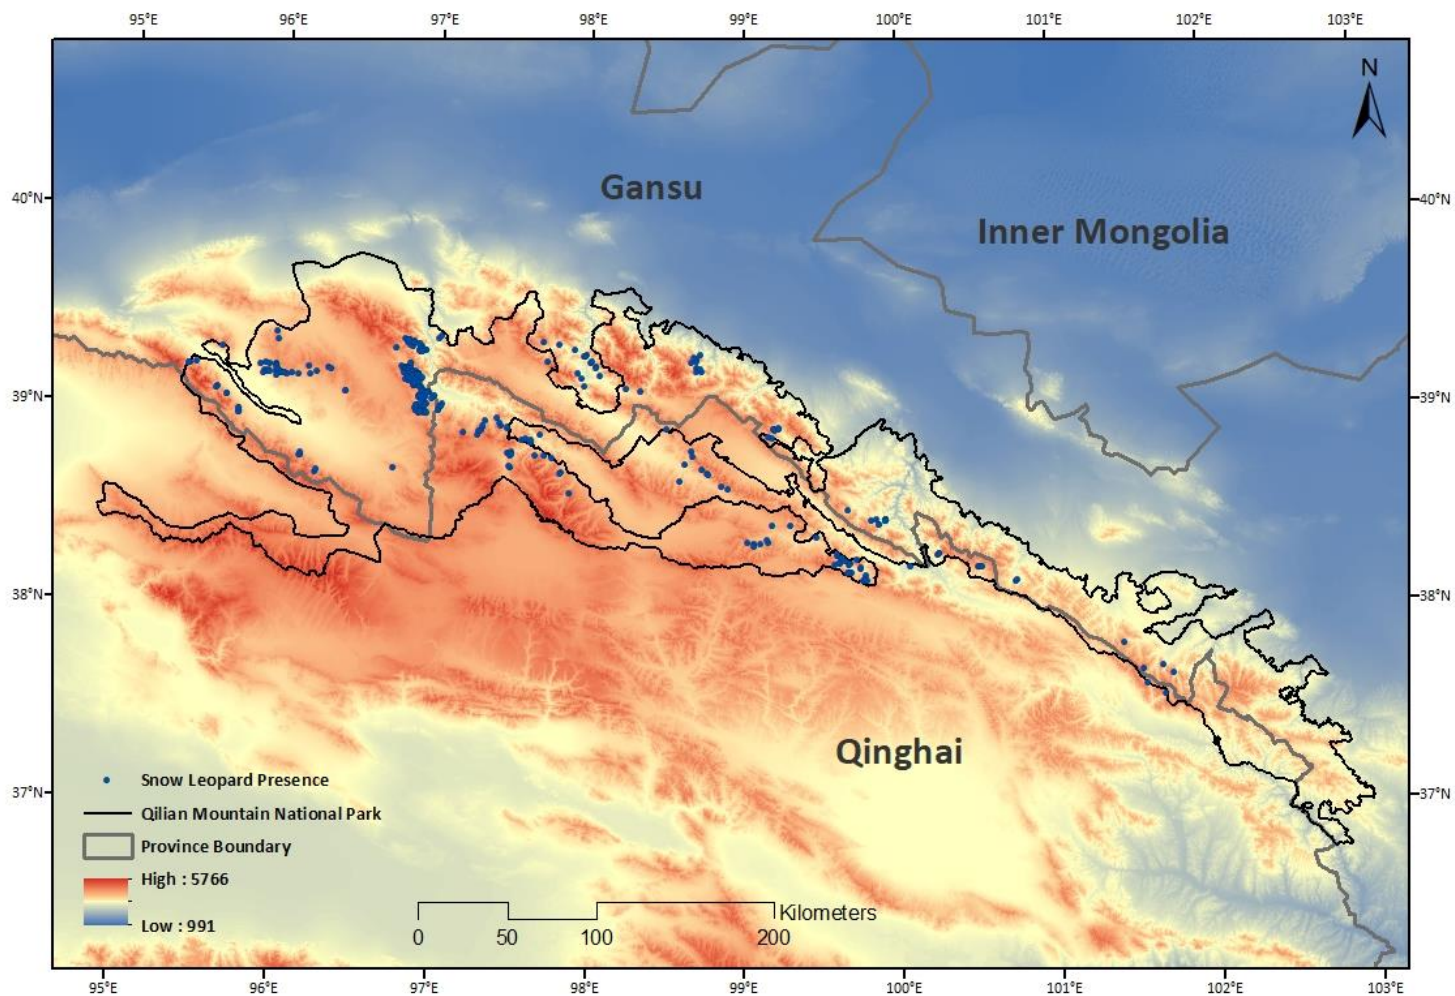 95°E 96°E 97°E 98°E 99°E 100°E 101°E 102°E 103°E
N
40°N Gansu 40°N
Inner Mongolia
39°N 39°N
38°N 38°N
Qinghai
Snow Leopard Presence
37°N 37°N
Qilian Mountain National Park
Province Boundary
High : 5766
Low : 991
Kilometers
0 50 100 200
95°E 96°E 97°E 98°E 99°E 100°E 101°E 102°E 103°E